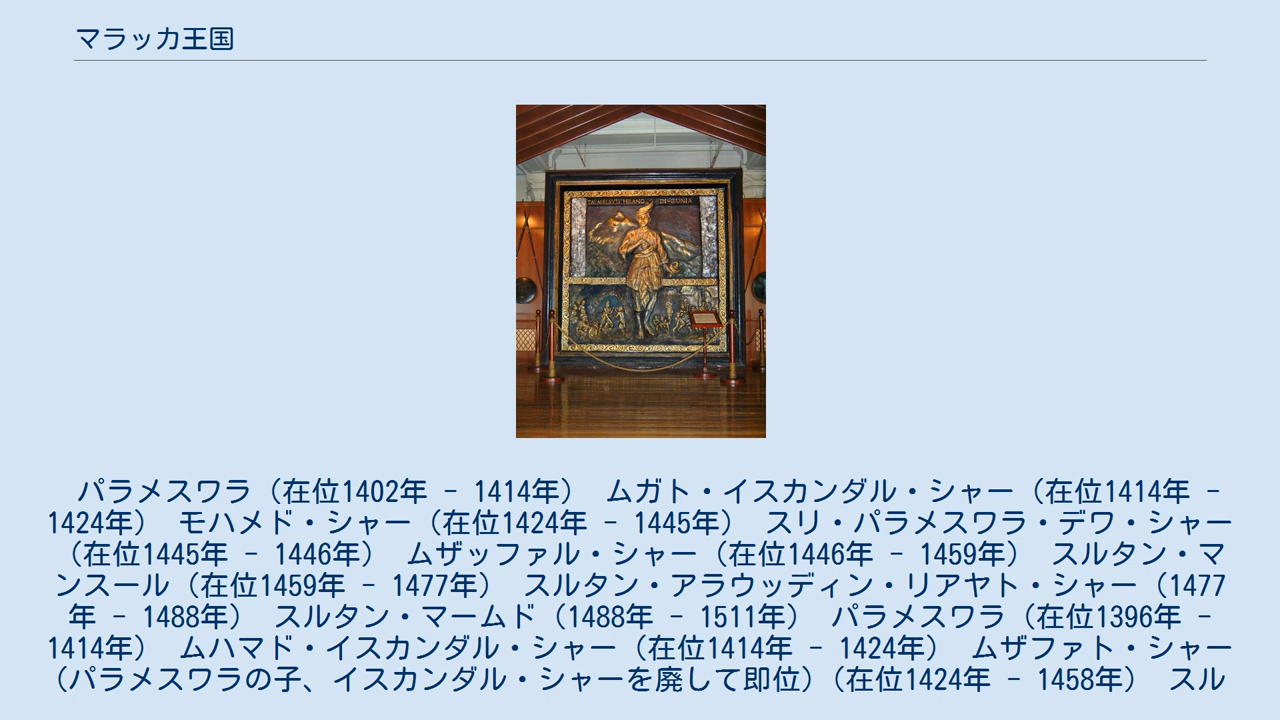 マラッカ王国
パラメスワラ（在位1402年 - 1414年） ムガト・イスカンダル・シャー（在位1414年 -
1424年） モハメド・シャー（在位1424年 - 1445年） スリ・パラメスワラ・デワ・シャー
（在位1445年 - 1446年） ムザッファル・シャー（在位1446年 - 1459年） スルタン・マ
ンスール（在位1459年 - 1477年） スルタン・アラウッディン・リアヤト・シャー（1477
年 - 1488年） スルタン・マームド（1488年 - 1511年） パラメスワラ（在位1396年 -
1414年） ムハマド・イスカンダル・シャー（在位1414年 - 1424年） ムザファト・シャー
(パラメスワラの子、イスカンダル・シャーを廃して即位)（在位1424年 - 1458年） スル